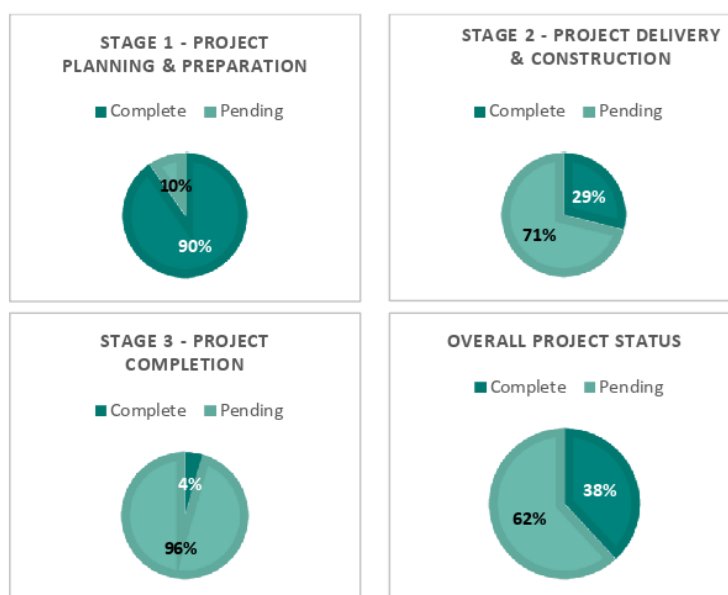 STAGE 1 - PROJECT
PLANNING & PREPARATION
Complete Pending
10%
90%
STAGE 2 - PROJECT DELIVERY
& CONSTRUCTION
Complete Pending
29%
71%
STAGE 3 - PROJECT
COMPLETION
Complete Pending
4%
96%
OVERALL PROJECT STATUS
Complete Pending
38%
62%